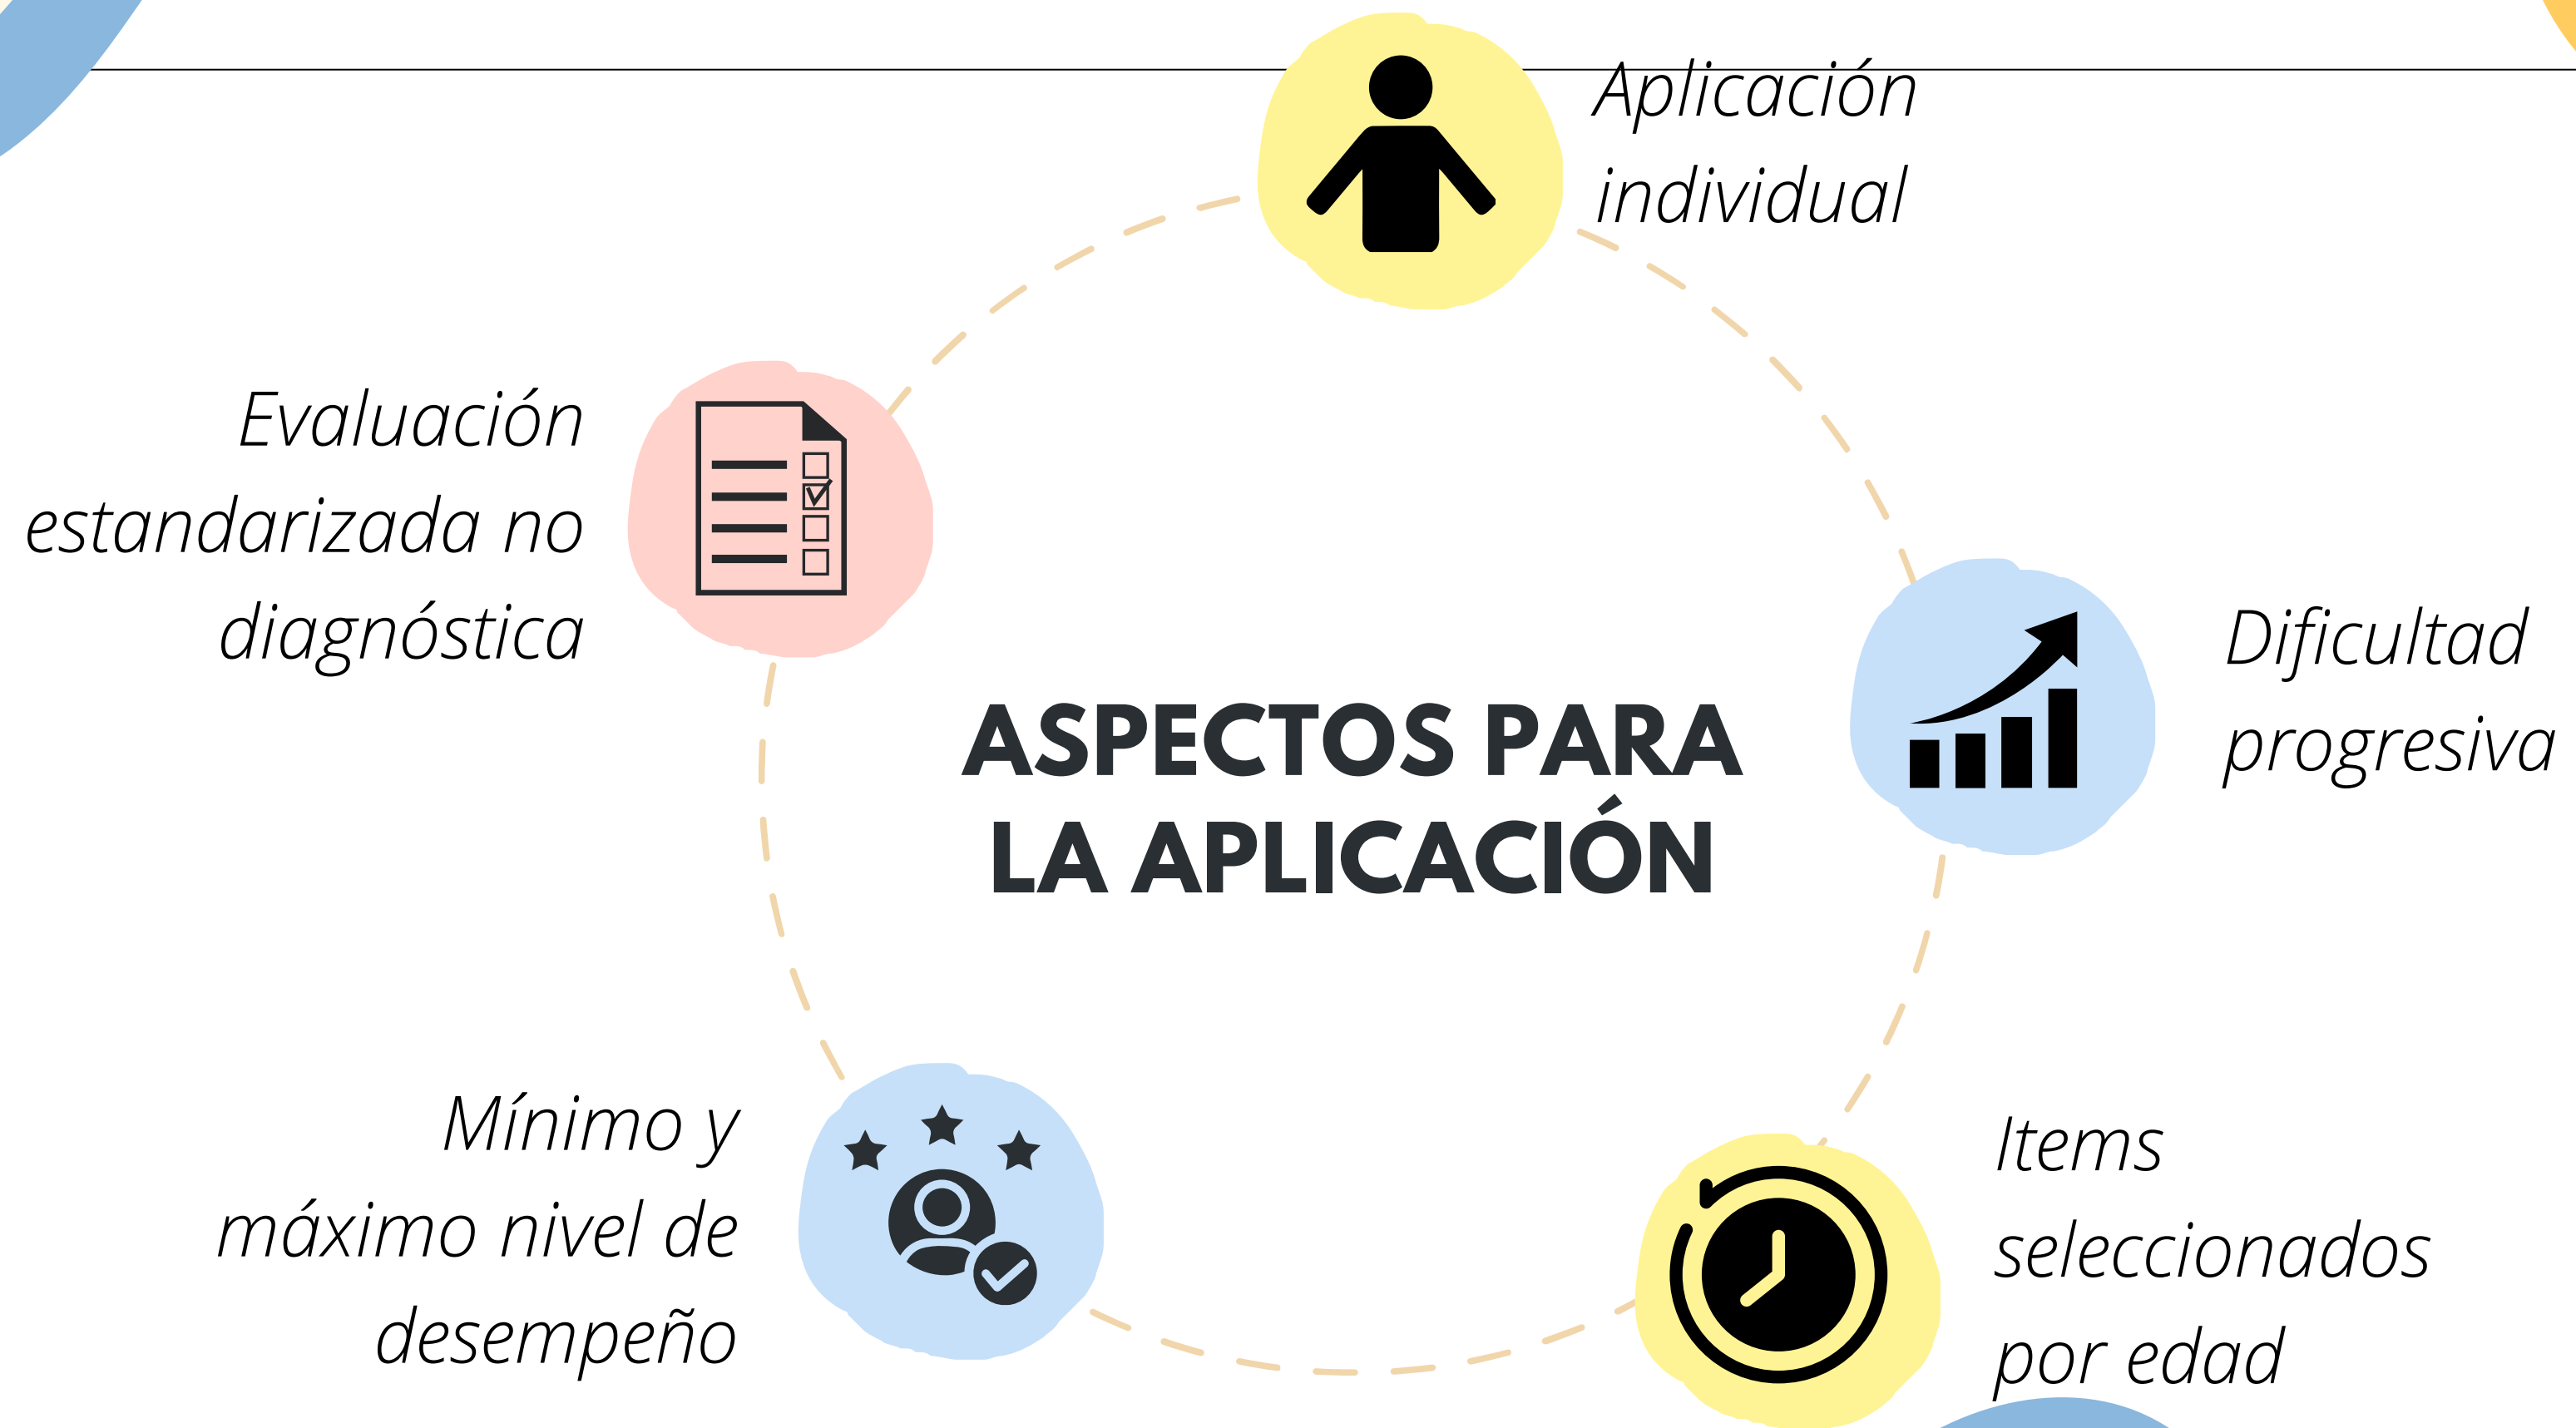 Aplicación
individual
Evaluación
estandarizada no
diagnóstica
Dificultad
progresiva
ASPECTOS PARA
LA APLICACIÓN
Mínimo y
máximo nivel de
desempeño
Items
seleccionados
por edad